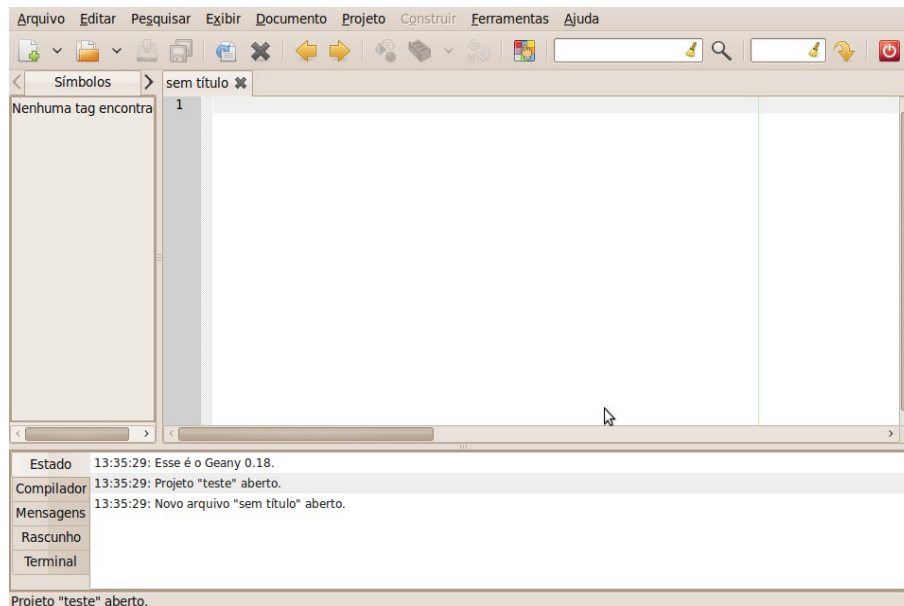 Arquivo Editar Pesquisar Exibir Documento Projeto Construir Ferramentas Ajuda
Símbolos sem título
Nenhuma tag encontra
1
Estado
Compilador
Mensagens
Rascunho
Terminal
13:35:29: Esse é o Geany 0.18.
13:35:29: Projeto "teste" aberto.
13:35:29: Novo arquivo "sem título" aberto.
Projeto "teste" aberto.